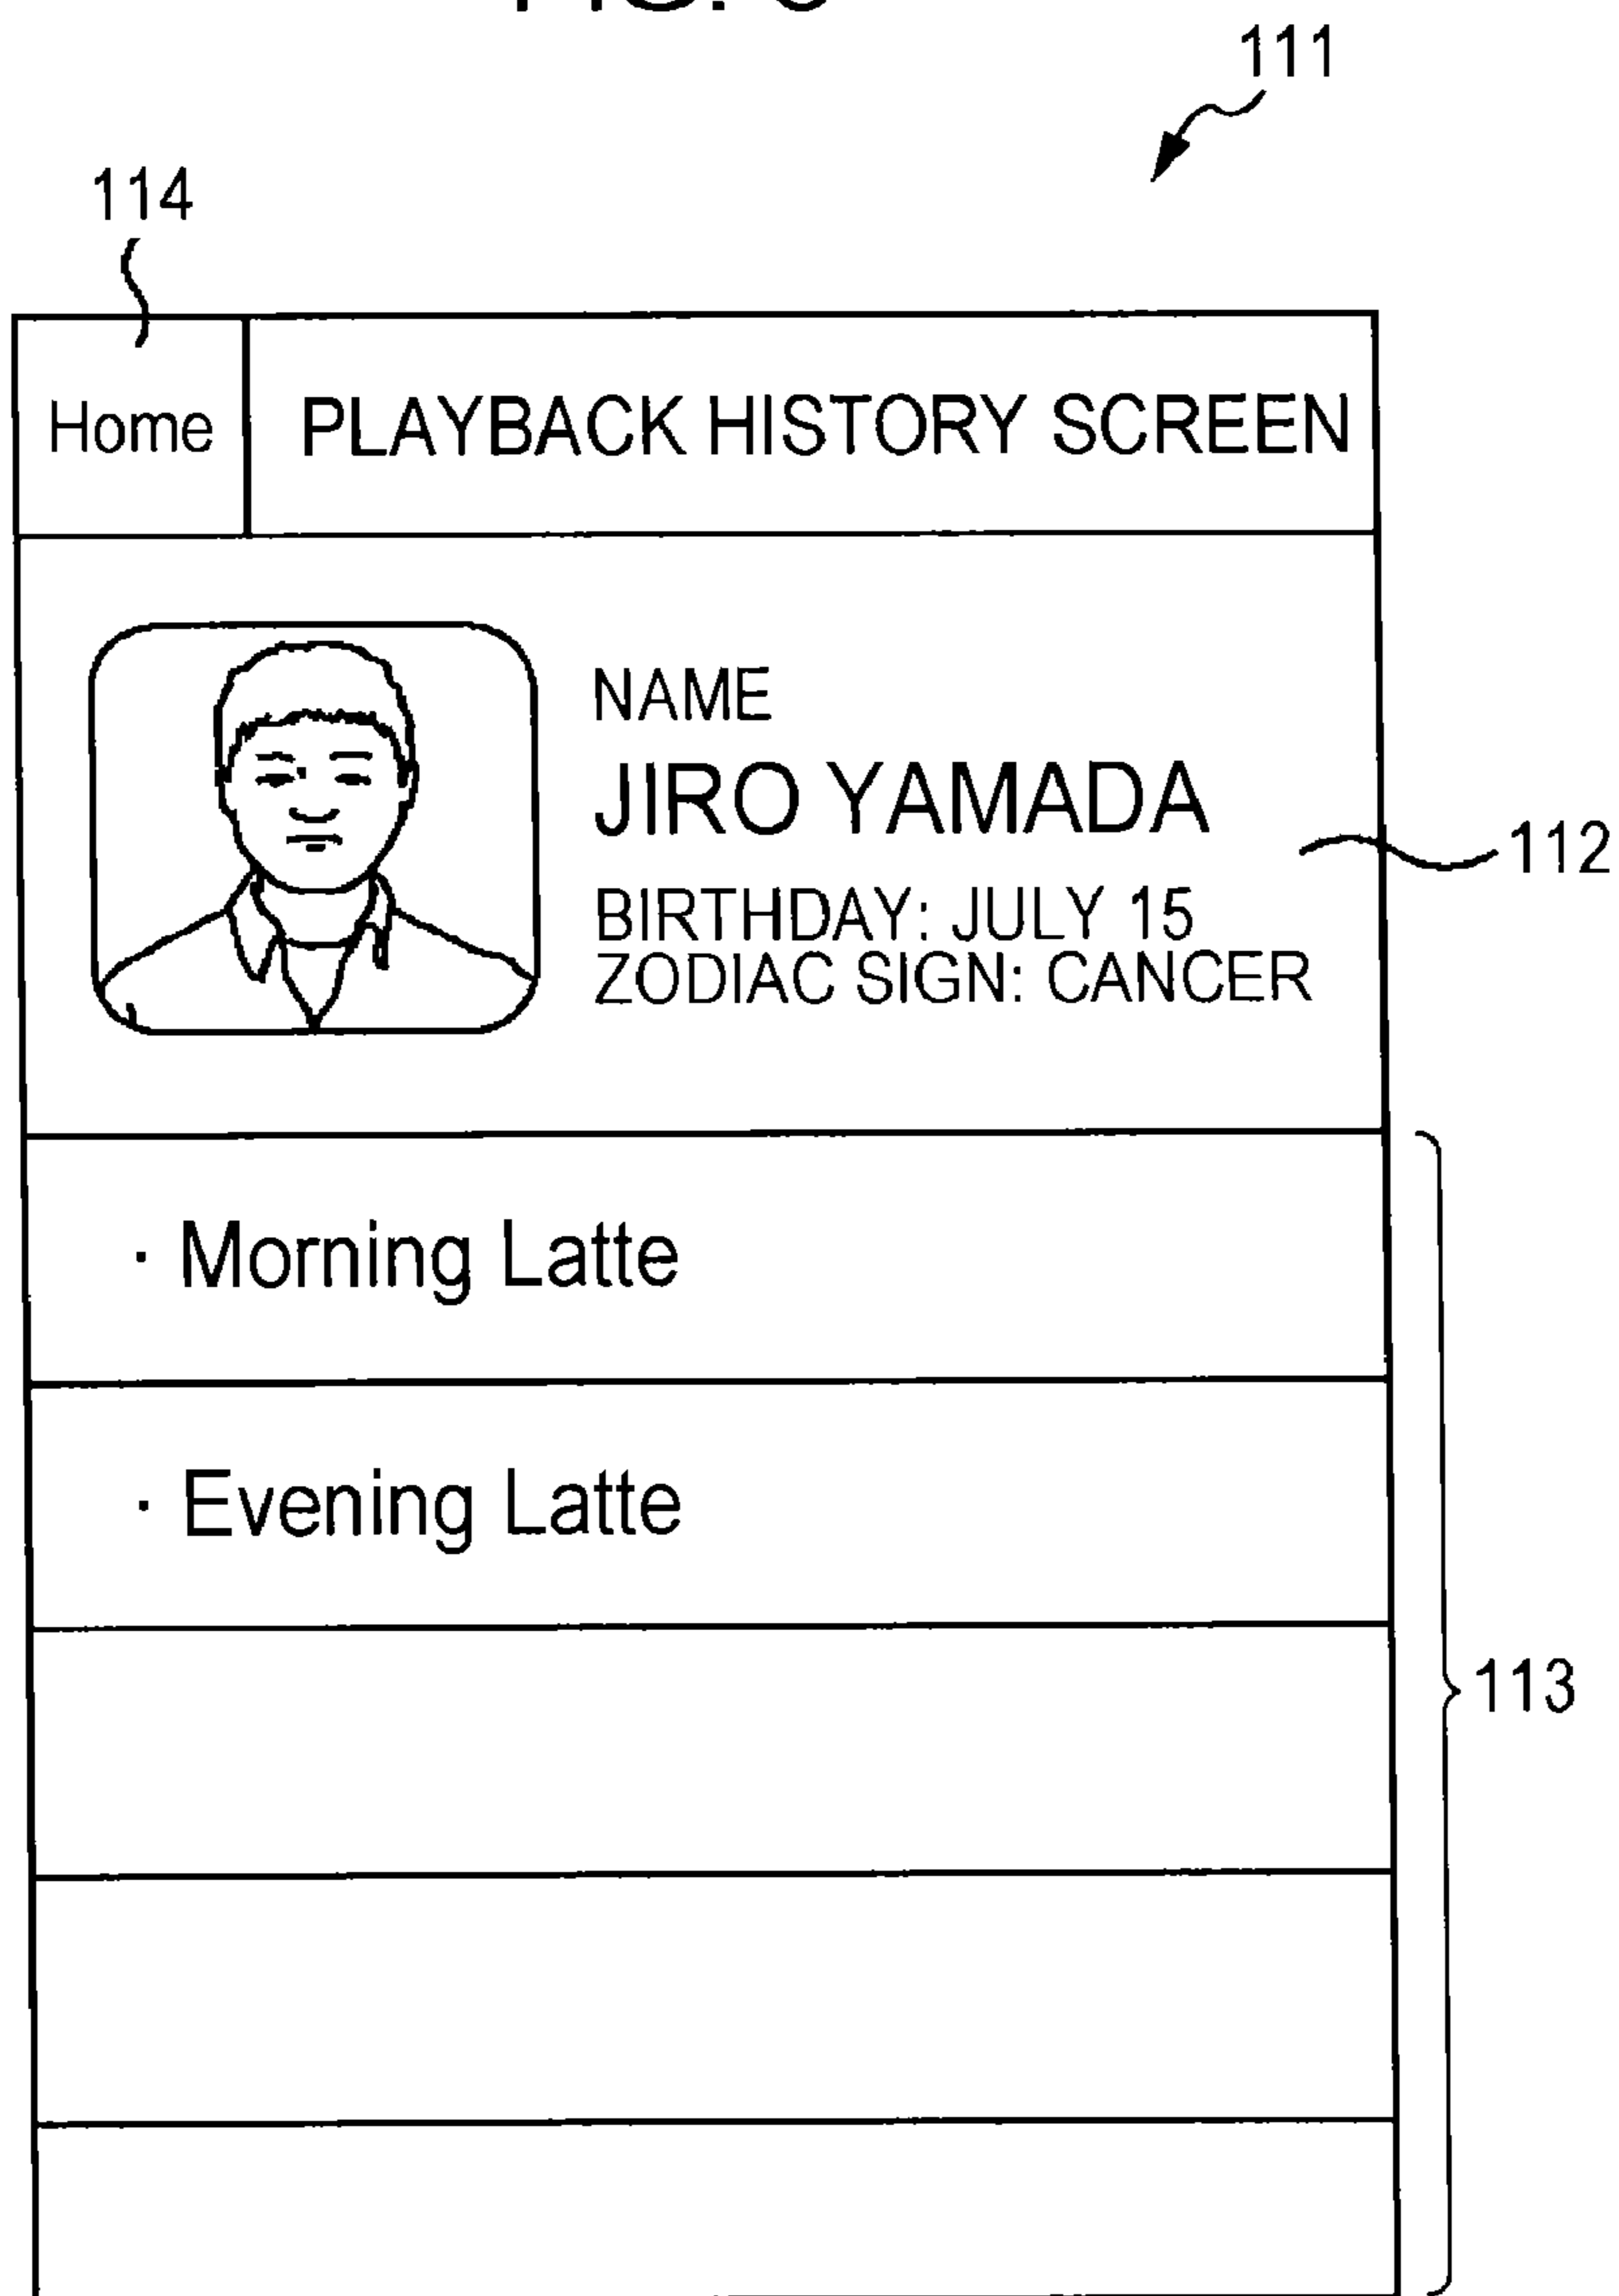 111
114
Home PLAYBACK HISTORY SCREEN
NAME
JIRO YAMADA
112
BIRTHDAY: JULY 15
ZODIAC SIGN: CANCER
· Morning Latte
· Evening Latte
113